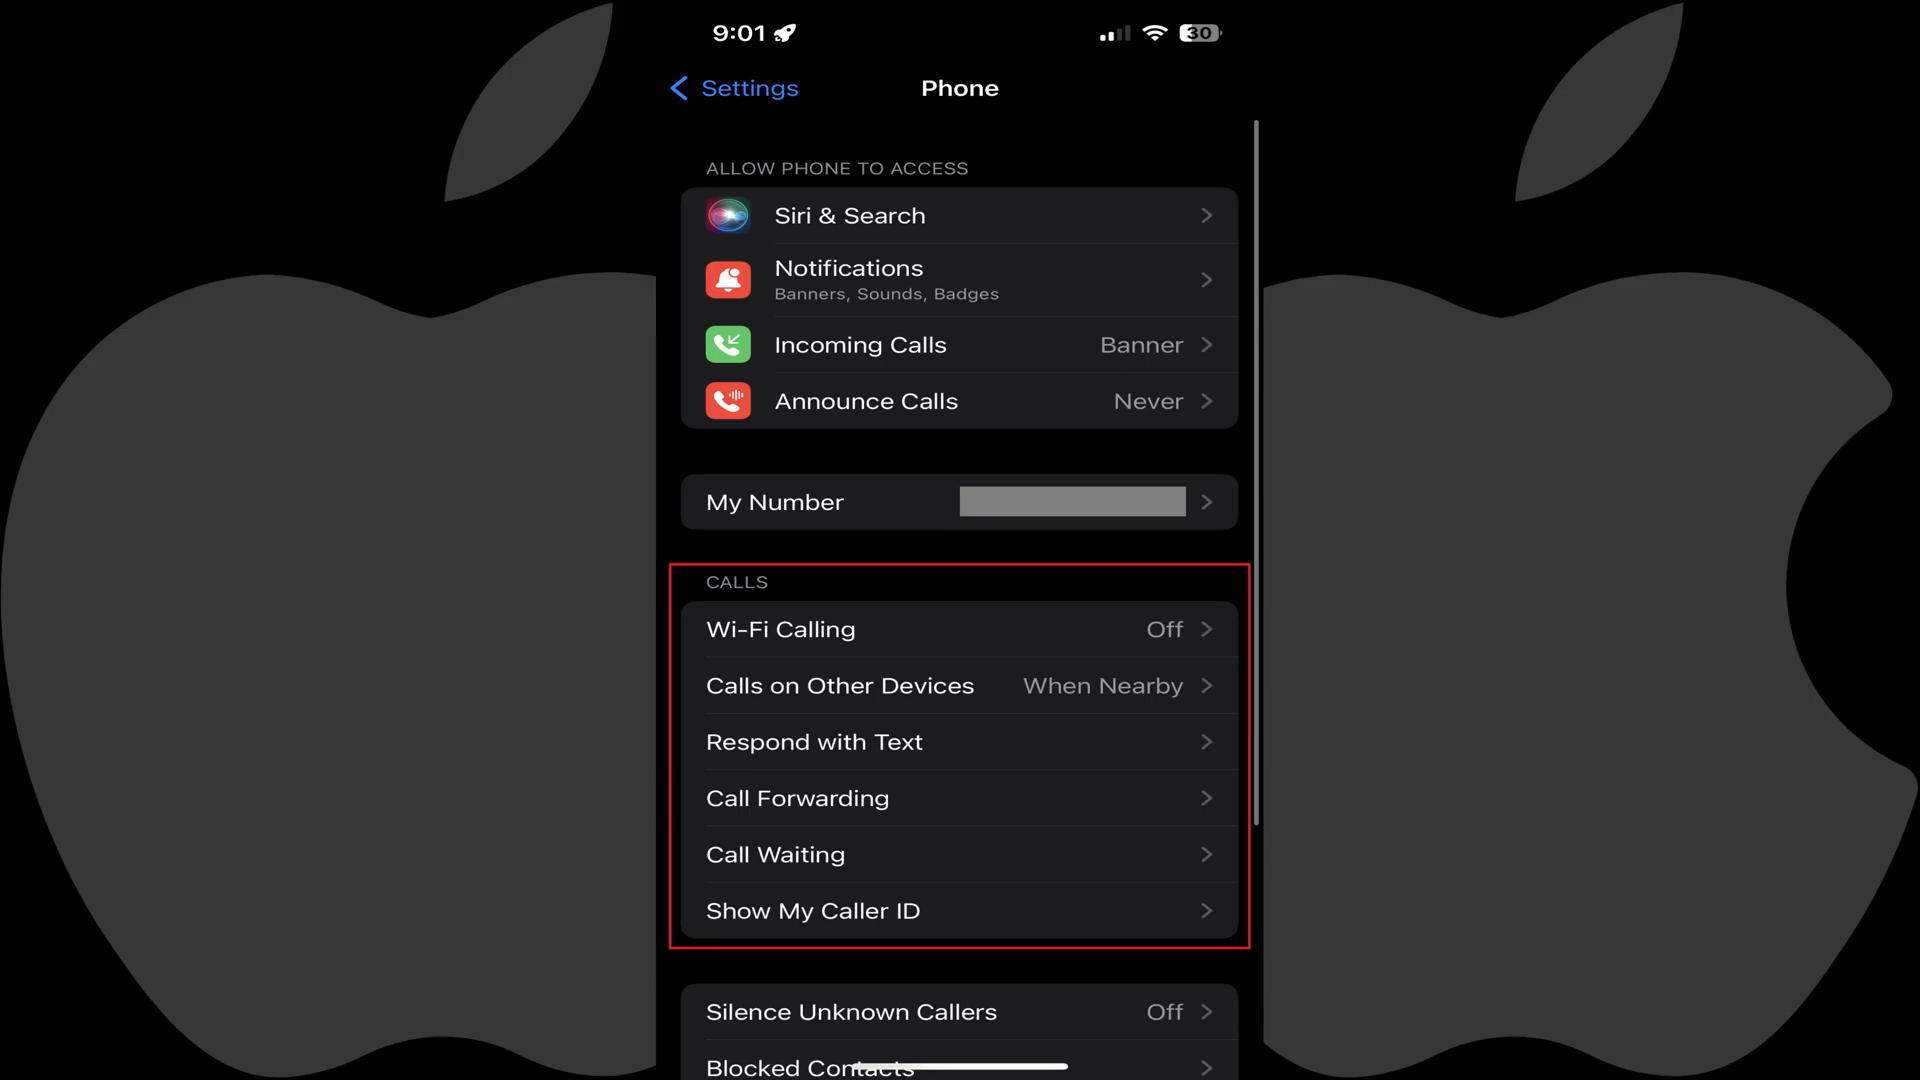 9:01
30
Settings
Phone
ALLOW PHONE TO ACCESS
Siri & Search
Notifications
Banners, Sounds, Badges
Incoming Calls Banner
Announce Calls Never
My Number
CALLS
Wi-Fi Calling Off
Calls on Other Devices When Nearby
Respond with Text
Call Forwarding
Call Waiting
Show My Caller ID
Silence Unknown Callers Off
Blocked Contacts